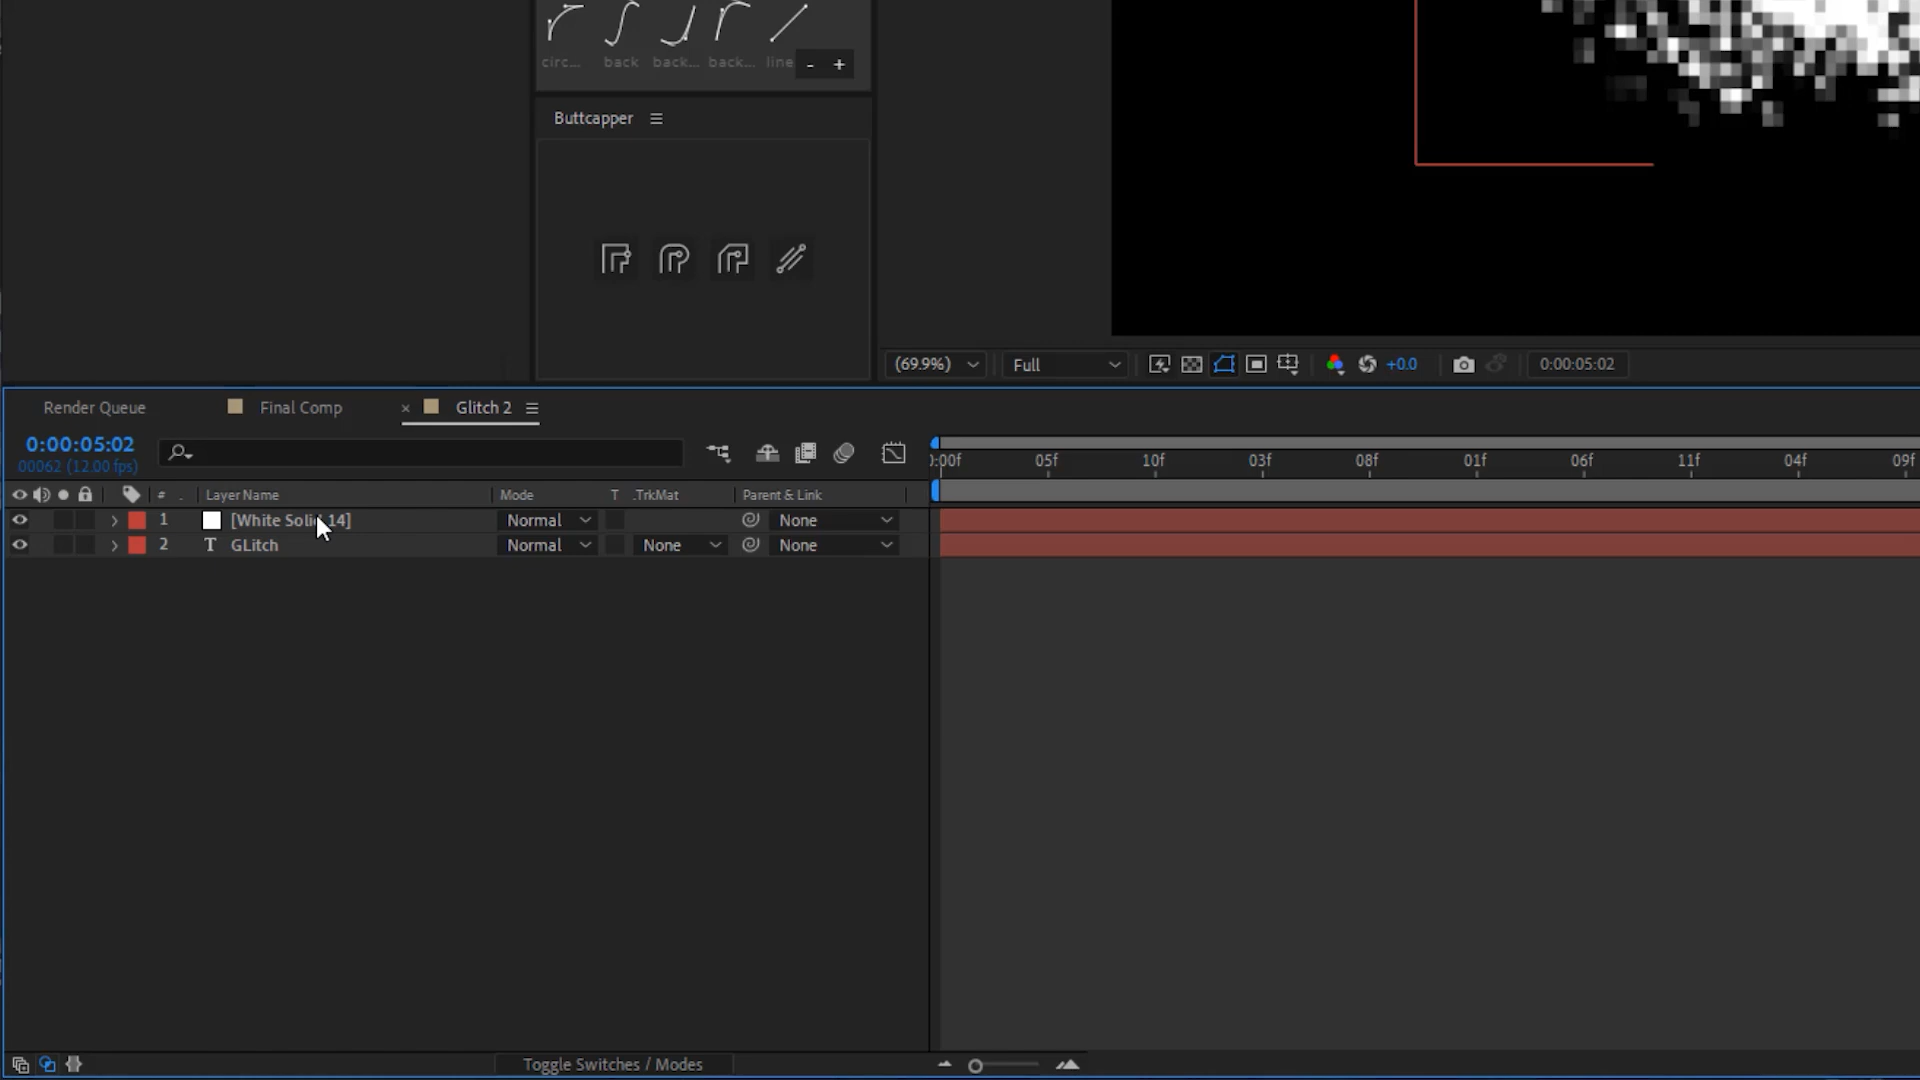 circ... back back... back... line - +
Buttcapper
(69.9%) Full +0.0 0:00:05:02
Render Queue Final Comp × Glitch 2
0:00:05:02
00062 (12.00 fps)
):00f 05f 10f 03f 08f 01f 06f 11f 04f 09f
# . Layer Name Mode T .TrkMat Parent & Link
1 [White Solid 14] Normal None
2 T GLitch Normal None None
Toggle Switches / Modes